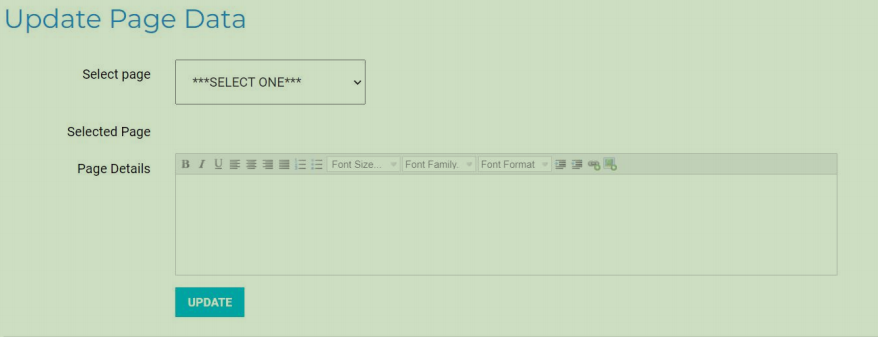 Update Page Data
Select page
***SELECT ONE***
Selected Page
Page Details
B I U Font Size... Font Family. Font Format
UPDATE